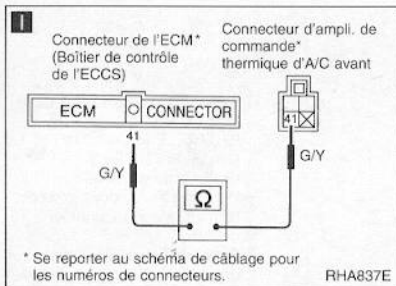 I
Connecteur de l'ECM*
(Boîtier de contrôle
de l'ECCS)
Connecteur d'ampli. de
commande*
thermique d'A/C avant
ECM
CONNECTOR
41
41
G/Y
G/Y
Ω
* Se reporter au schéma de câblage pour
les numéros de connecteurs.
RHA837E